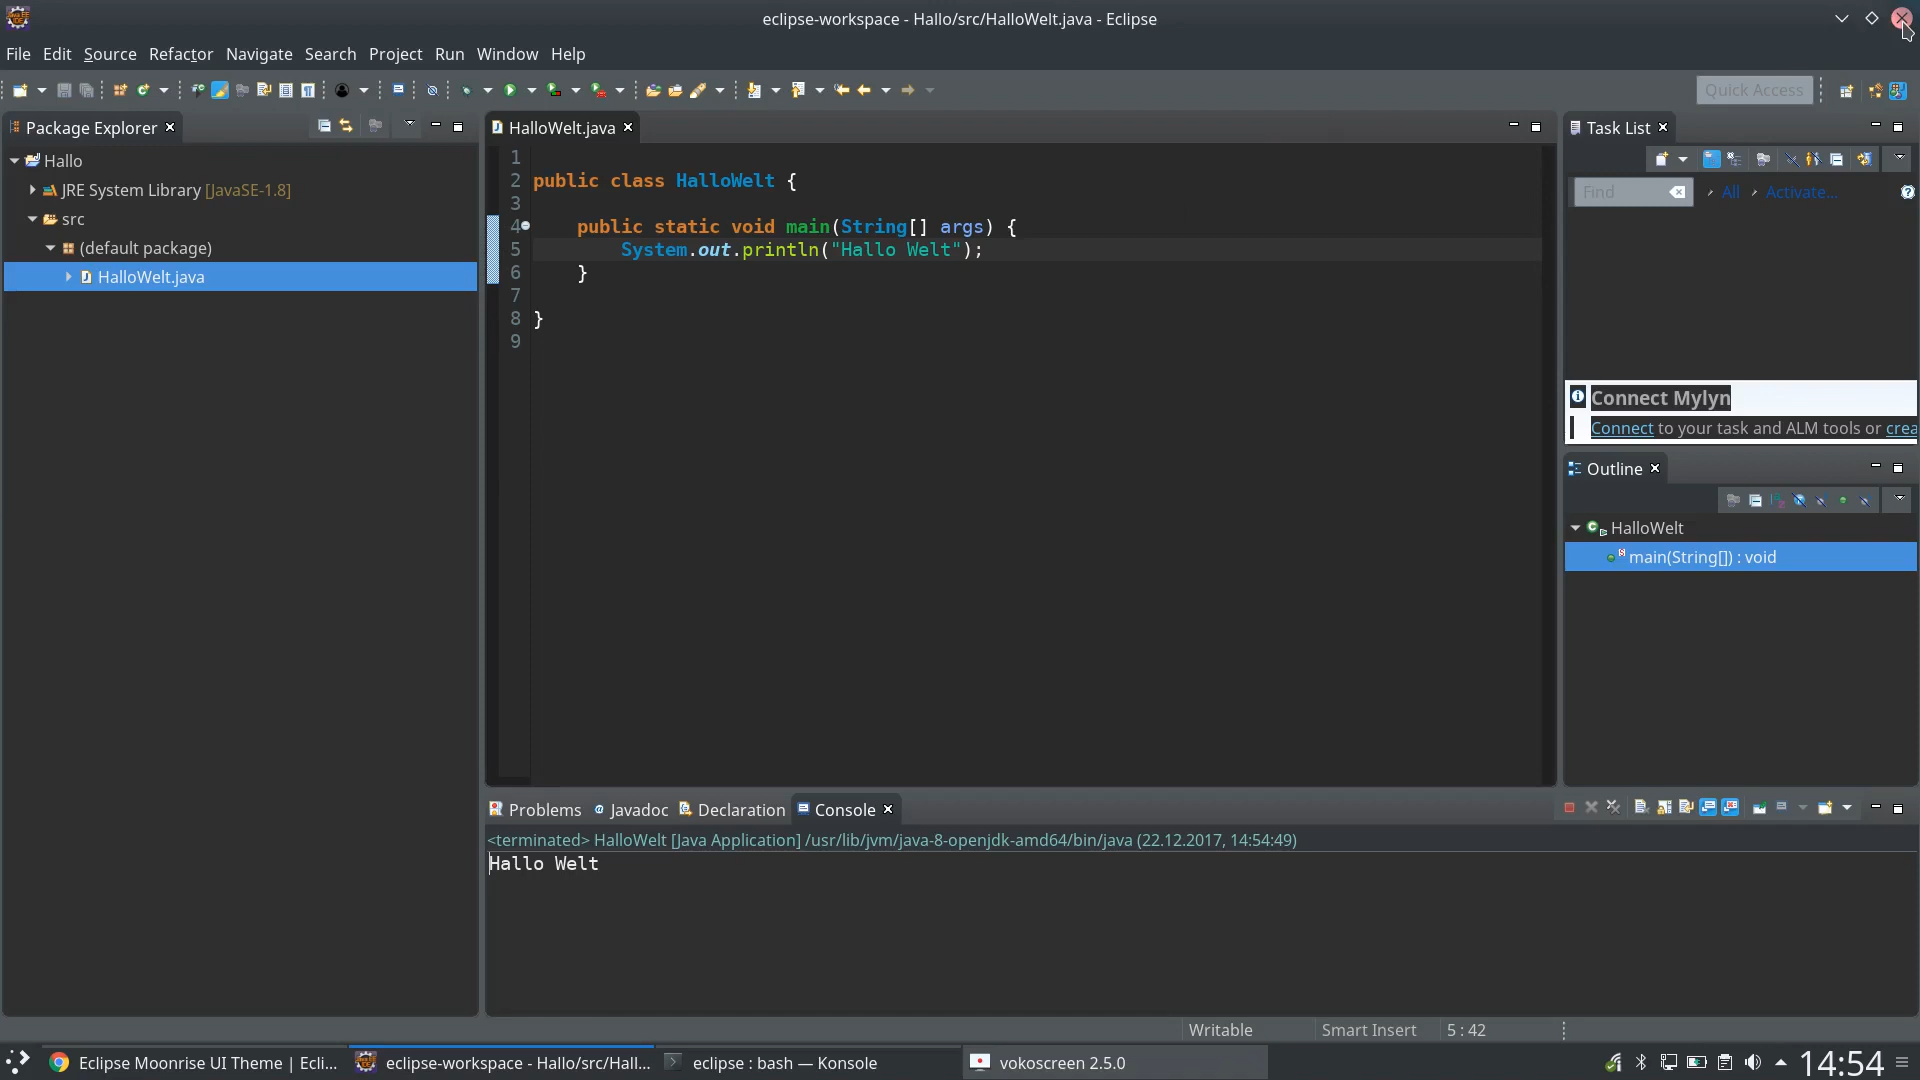 eclipse-workspace - Hallo/src/HalloWelt.java - Eclipse
File Edit Source Refactor Navigate Search Project Run Window Help
Quick Access
Package Explorer
Hallo
JRE System Library [JavaSE-1.8]
src
(default package)
HalloWelt.java
HalloWelt.java
1
2 public class HalloWelt {
3
4 public static void main(String[] args) {
5 System.out.println("Hallo Welt");
6 }
7
8 }
9
Task List
Find All Activate...
Connect Mylyn
Connect to your task and ALM tools or crea
Outline
HalloWelt
main(String[]) : void
Problems Javadoc Declaration Console
<terminated> HalloWelt [Java Application] /usr/lib/jvm/java-8-openjdk-amd64/bin/java (22.12.2017, 14:54:49)
Hallo Welt
Writable Smart Insert 5 : 42
Eclipse Moonrise UI Theme | Ecli... eclipse-workspace - Hallo/src/Hall... eclipse : bash — Konsole vokoscreen 2.5.0 14:54